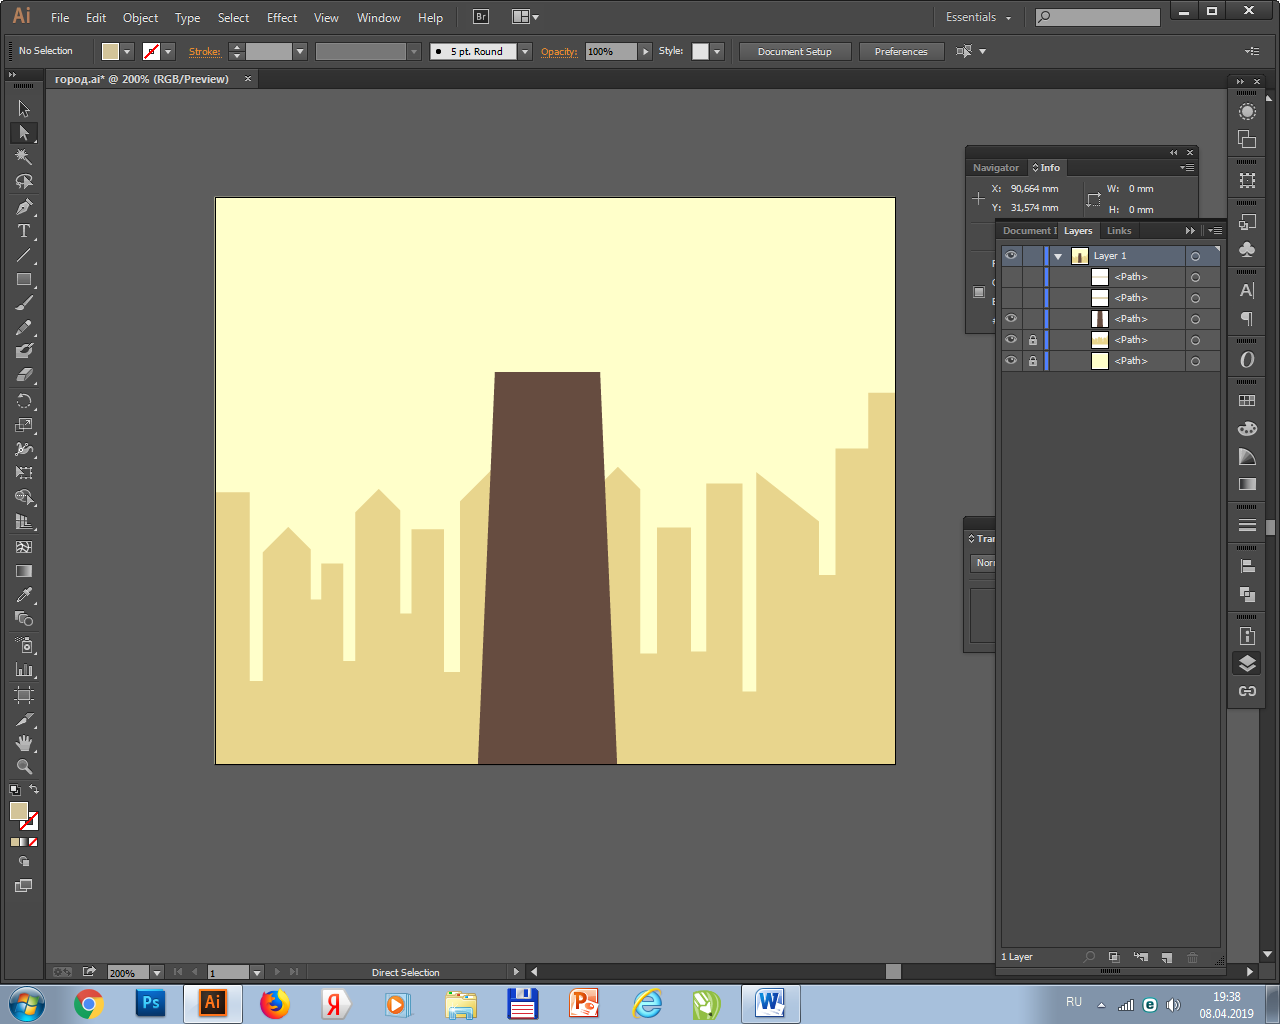 Ai File Edit Object Type Select Effect View Window Help Br Essentials
No Selection Stroke: 5 pt. Round Opacity: 100% Style: Document Setup Preferences
город.ai* @ 200% (RGB/Preview)
Navigator Info
X: 90,664 mm W: 0 mm
Y: 31,574 mm H: 0 mm
Layers Links
Layer 1
<Path>
<Path>
<Path>
<Path>
<Path>
1 Layer
200% 1 Direct Selection
Ps Ai Я W
RU 19:38
08.04.2019